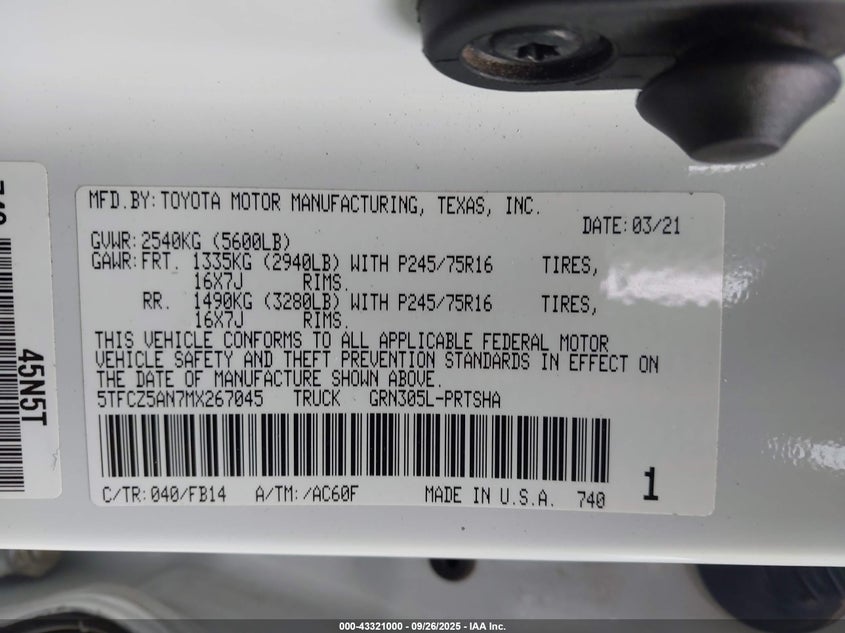 MFD.BY: TOYOTA MOTOR MANUFACTURING, TEXAS, INC.
DATE: 03/21
GVWR: 2540KG (5600LB)
GAWR: FRT. 1335KG (2940LB) WITH P245/75R16 TIRES,
16X7J RIMS.
RR. 1490KG (3280LB) WITH P245/75R16 TIRES,
16X7J RIMS.
THIS VEHICLE CONFORMS TO ALL APPLICABLE FEDERAL MOTOR
VEHICLE SAFETY AND THEFT PREVENTION STANDARDS IN EFFECT ON
THE DATE OF MANUFACTURE SHOWN ABOVE.
5TFCZ5AN7MX267045 TRUCK GRN305L-PRTSHA
C/TR: 040/FB14 A/TM: /AC60F MADE IN U.S.A. 740
1
45N5T
000-43321000 - 09/26/2025 - IAA Inc.